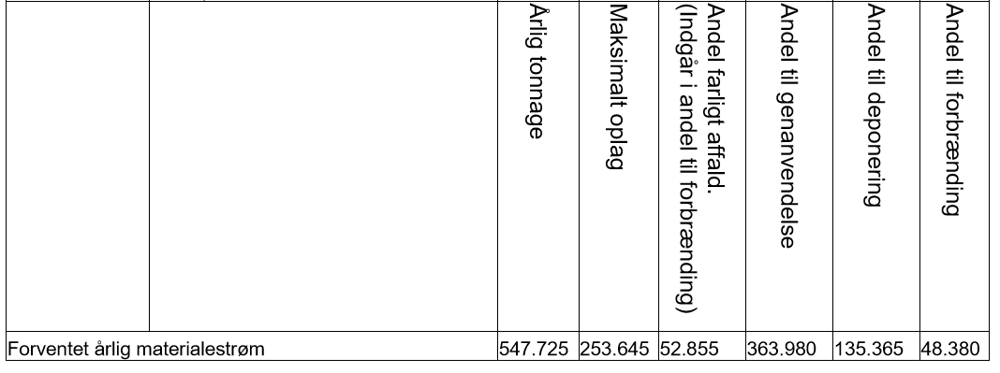 Årlig tonnage
Maksimalt oplag
Andel farligt affald.
(Indgår i andel til forbrænding)
Andel til genanvendelse
Andel til deponering
Andel til forbrænding
Forventet årlig materialestrøm 547.725 253.645 52.855 363.980 135.365 48.380